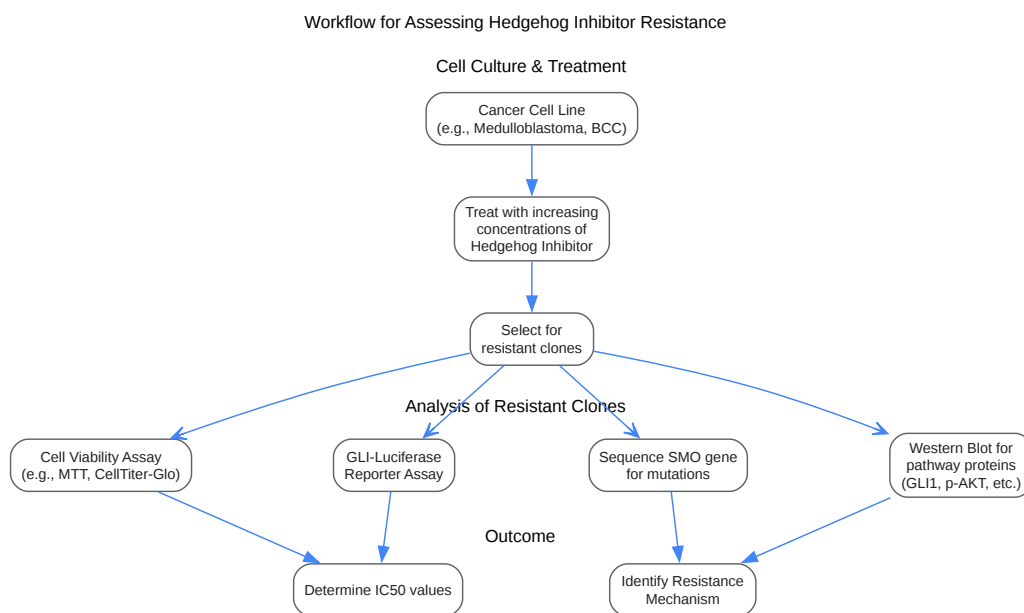 Workflow for Assessing Hedgehog Inhibitor Resistance
Cell Culture & Treatment
Cancer Cell Line
(e.g., Medulloblastoma, BCC)
Treat with increasing
concentrations of
Hedgehog Inhibitor
Select for
resistant clones
Analysis of Resistant Clones
Cell Viability Assay
(e.g., MTT, CellTiter-Glo)
GLI-Luciferase
Reporter Assay
Sequence SMO gene
for mutations
Western Blot for
pathway proteins
(GLI1, p-AKT, etc.)
Outcome
Determine IC50 values
Identify Resistance
Mechanism